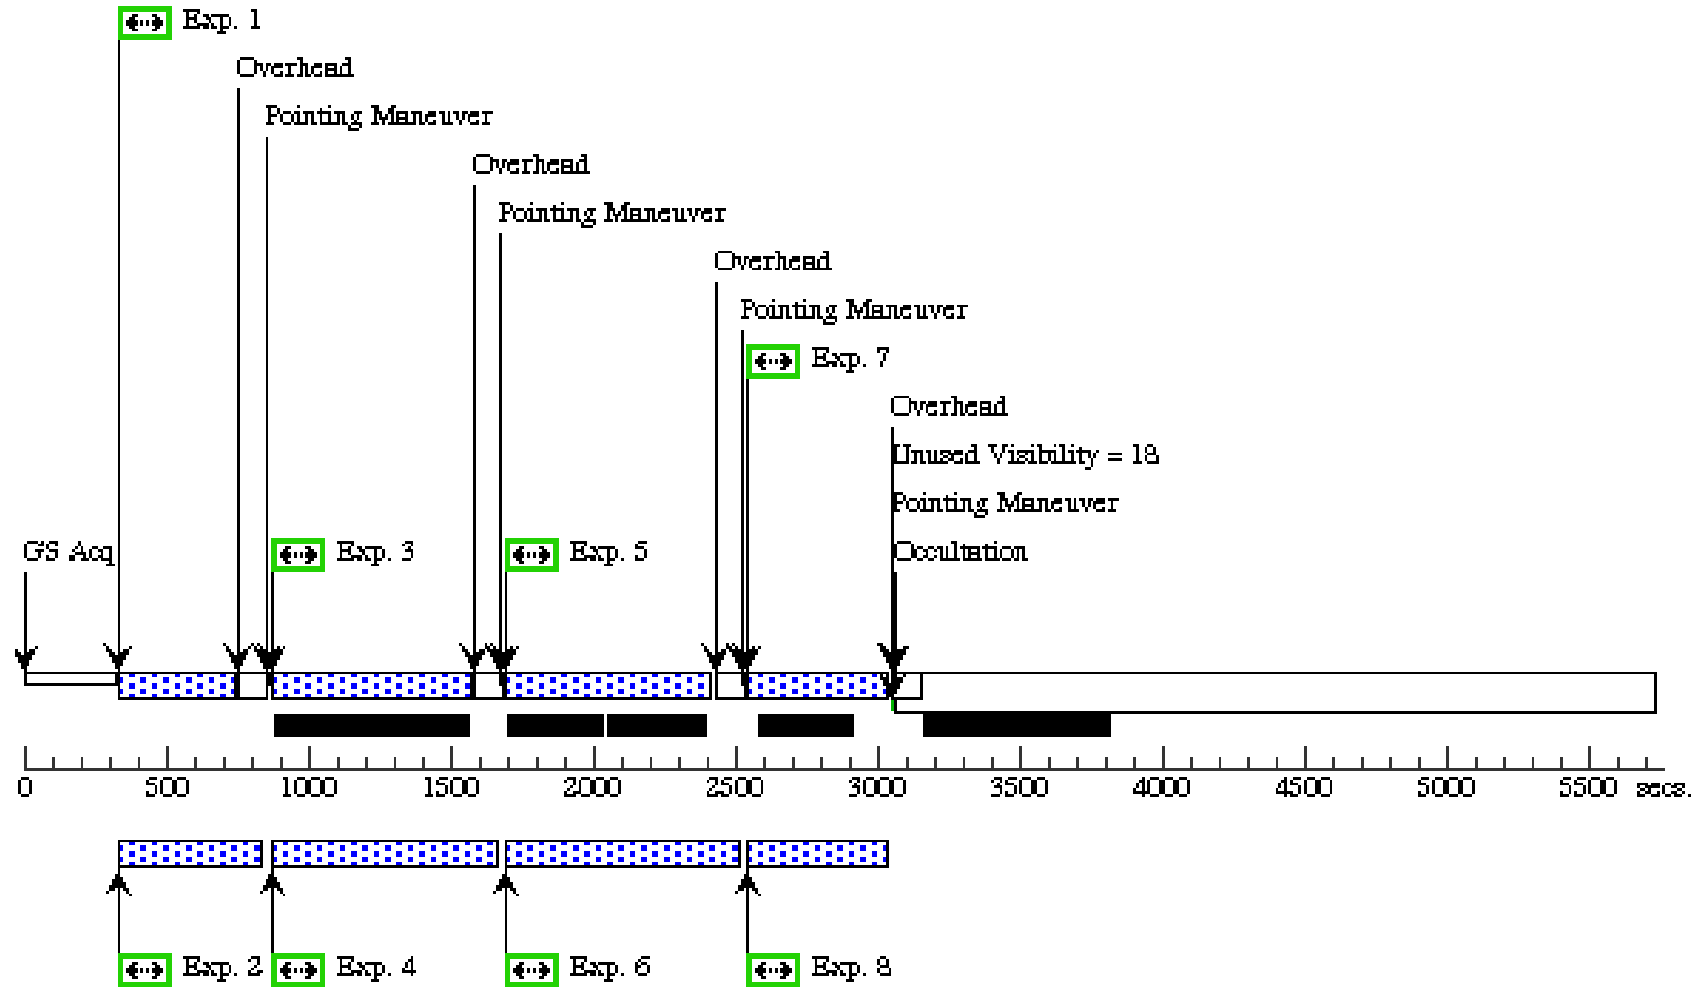 Exp. 1
Overhead
Pointing Maneuver
Overhead
Pointing Maneuver
Overhead
Pointing Maneuver
Exp. 7
Overhead
Unused Visibility = 18
Pointing Maneuver
GS Acq Exp. 3 Exp. 5 Occultation
0 500 1000 1500 2000 2500 3000 3500 4000 4500 5000 5500 secs.
Exp. 2 Exp. 4 Exp. 6 Exp. 8